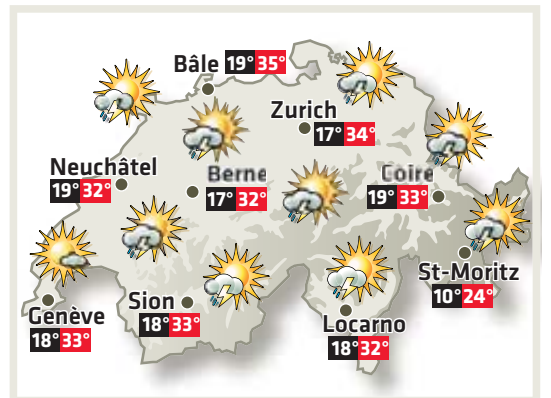 Bâle 19° 35°
Zurich
17° 34°
Neuchâtel
19° 32°
Berne
17° 32°
Coire
19° 33°
St-Moritz
10° 24°
Sion
18° 33°
Genève
18° 33°
Locarno
18° 32°